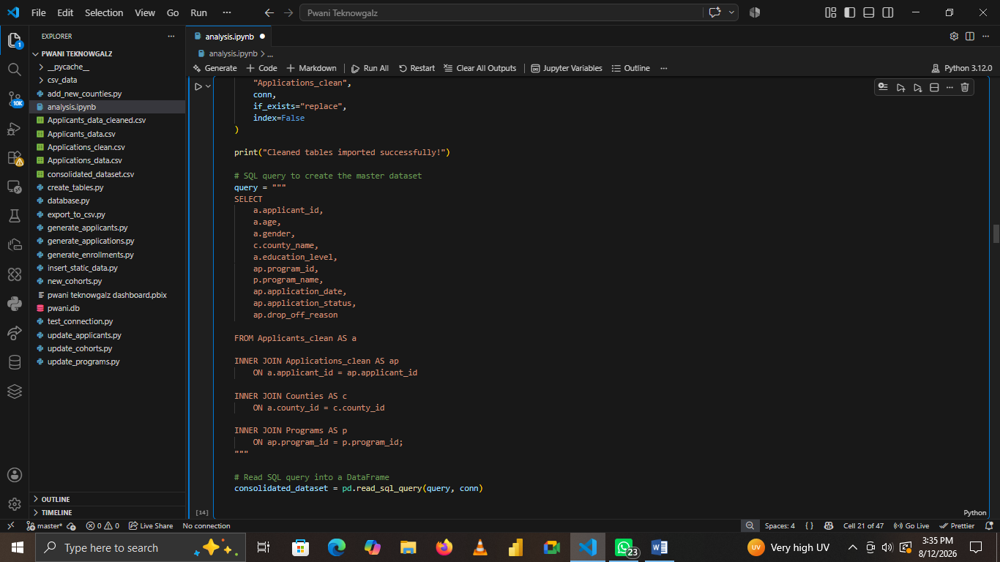 File Edit Selection View Go Run ···
Pwani Teknowgalz
EXPLORER ···
PWANI TEKNOWGALZ
__pycache__
csv_data
add_new_counties.py
analysis.ipynb
Applicants_data_cleaned.csv
Applicants_data.csv
Applications_clean.csv
Applications_data.csv
consolidated_dataset.csv
create_tables.py
database.py
export_to_csv.py
generate_applicants.py
generate_applications.py
generate_enrollments.py
insert_static_data.py
new_cohorts.py
pwani teknowgalz dashboard.pbix
pwani.db
test_connection.py
update_applicants.py
update_cohorts.py
update_programs.py
OUTLINE
TIMELINE
1
10K
analysis.ipynb
analysis.ipynb > ...
Generate + Code + Markdown Run All Restart Clear All Outputs Jupyter Variables Outline ··· Python 3.12.0
"Applications_clean",
conn,
if_exists="replace",
index=False
)
print("Cleaned tables imported successfully!")
# SQL query to create the master dataset
query = """
SELECT
a.applicant_id,
a.age,
a.gender,
c.county_name,
a.education_level,
ap.program_id,
p.program_name,
ap.application_date,
ap.application_status,
ap.drop_off_reason
FROM Applicants_clean AS a
INNER JOIN Applications_clean AS ap
ON a.applicant_id = ap.applicant_id
INNER JOIN Counties AS c
ON a.county_id = c.county_id
INNER JOIN Programs AS p
ON ap.program_id = p.program_id;
"""
# Read SQL query into a DataFrame
consolidated_dataset = pd.read_sql_query(query, conn)
[14] Python
master* 0 0 Live Share No connection Spaces: 4 { } Cell 21 of 47 Go Live Prettier
Type here to search 23 UV Very high UV 3:35 PM
8/12/2026